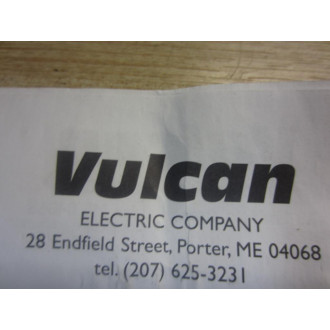 Vulcan
ELECTRIC COMPANY
28 Endfield Street, Porter, ME 04068
tel. (207) 625-3231